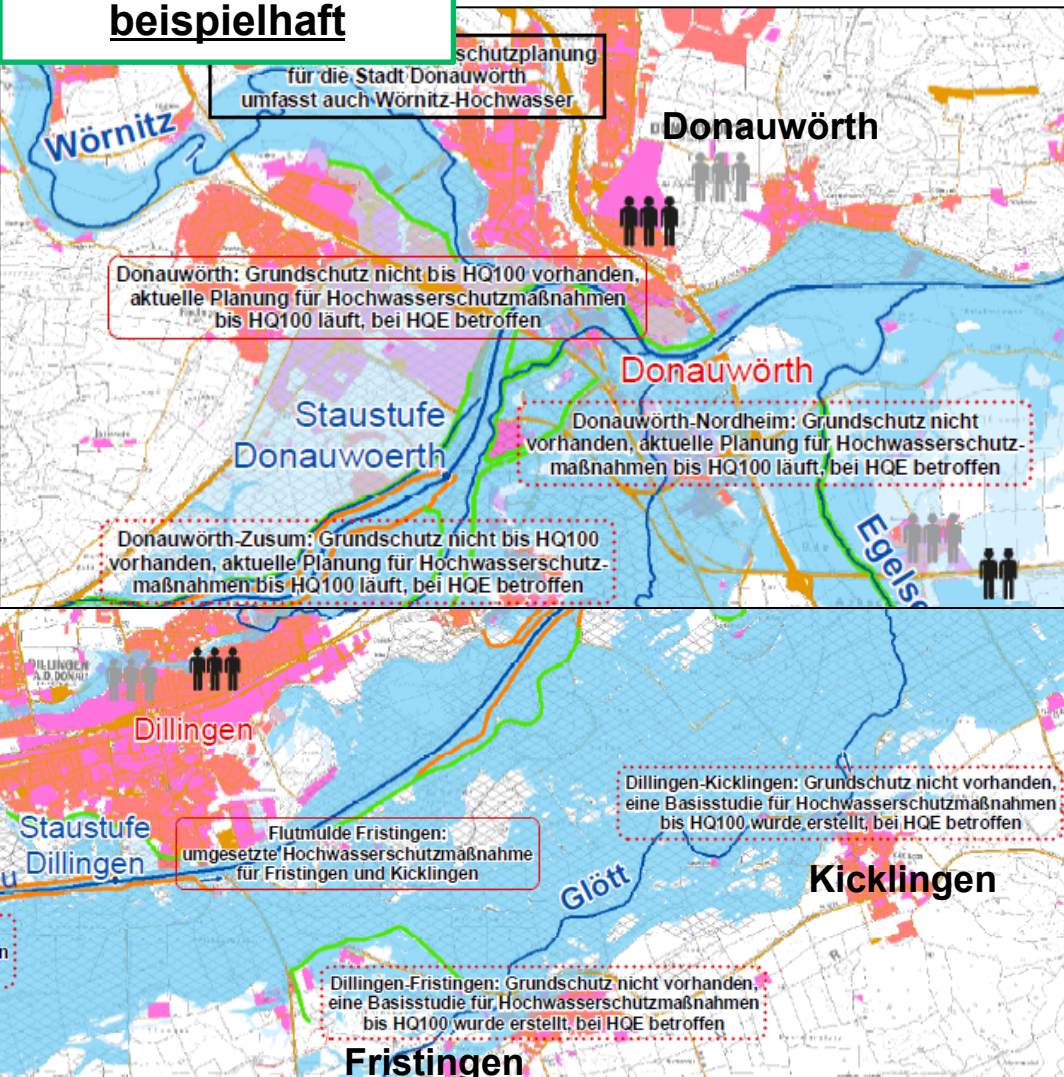 beispielhaft
schutzplanung
für die Stadt Donauwörth
umfasst auch Wörnitz-Hochwasser
Wörnitz
Donauwörth
Donauwörth: Grundschutz nicht bis HQ100 vorhanden,
aktuelle Planung für Hochwasserschutzmaßnahmen
bis HQ100 läuft, bei HQE betroffen
Donauwörth
Staustufe
Donauwoerth
Donauwörth-Nordheim: Grundschutz nicht
vorhanden, aktuelle Planung für Hochwasserschutz-
maßnahmen bis HQ100 läuft, bei HQE betroffen
Donauwörth-Zusum: Grundschutz nicht bis HQ100
vorhanden, aktuelle Planung für Hochwasserschutz-
maßnahmen bis HQ100 läuft, bei HQE betroffen
Egelse
DILLINGEN
A.D.DONAU
Dillingen
Staustufe
Dillingen
u
Flutmulde Fristingen:
umgesetzte Hochwasserschutzmaßnahme
für Fristingen und Kicklingen
Dillingen-Kicklingen: Grundschutz nicht vorhanden,
eine Basisstudie für Hochwasserschutzmaßnahmen
bis HQ100 wurde erstellt, bei HQE betroffen
Kicklingen
Glött
n
Dillingen-Fristingen: Grundschutz nicht vorhanden,
eine Basisstudie für Hochwasserschutzmaßnahmen
bis HQ100 wurde erstellt, bei HQE betroffen
Fristingen